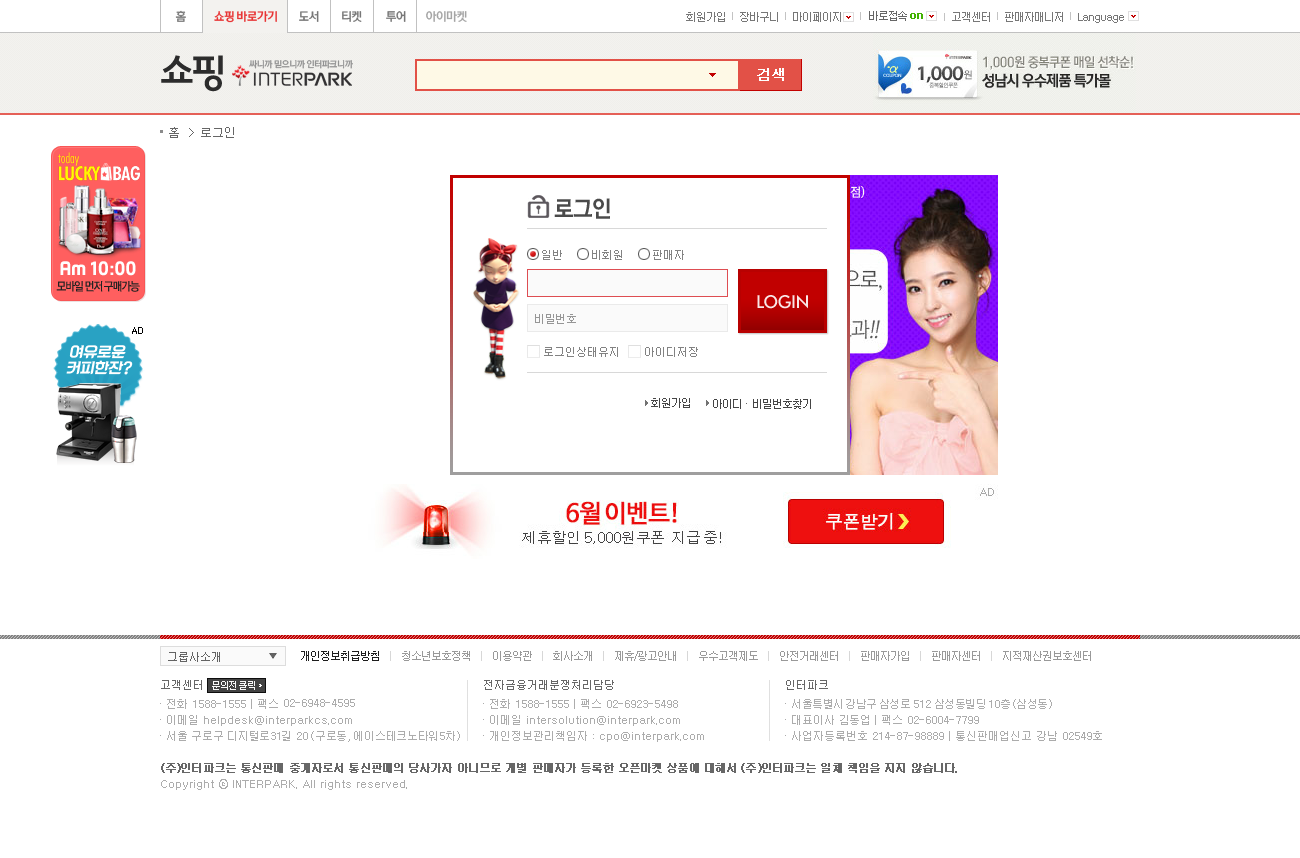 홈 쇼핑 바로가기 도서 티켓 투어 아이마켓 회원가입 장바구니 마이페이지 바로접속 on 고객센터 판매자매니저 Language
쇼핑 싸니까 믿으니까 인터파크니까 INTERPARK 검색
COUPON INTERPARK 1,000원 중복할인쿠폰
1,000원 중복쿠폰 매일 선착순!
성남시 우수제품 특가몰
홈 > 로그인
today
LUCKY BAG
Am 10:00
모바일 먼저 구매가능
AD
여유로운
커피한잔?
로그인
일반 비회원 판매자
LOGIN
비밀번호
로그인상태유지 아이디저장
회원가입 아이디 · 비밀번호찾기
점)
으로,
과!!
AD
6월 이벤트!
제휴할인 5,000원쿠폰 지급 중!
쿠폰받기
그룹사소개 개인정보취급방침 청소년보호정책 이용약관 회사소개 제휴/광고안내 우수고객제도 안전거래센터 판매자가입 판매자센터 지적재산권보호센터
고객센터 문의전 클릭
· 전화 1588-1555 | 팩스 02-6948-4595
· 이메일 helpdesk@interparkcs.com
· 서울 구로구 디지털로31길 20 (구로동,에이스테크노타워5차)
전자금융거래분쟁처리담당
· 전화 1588-1555 | 팩스 02-6923-5498
· 이메일 intersolution@interpark.com
· 개인정보관리책임자 : cpo@interpark.com
인터파크
· 서울특별시 강남구 삼성로 512 삼성동빌딩 10층 (삼성동)
· 대표이사 김동업 | 팩스 02-6004-7799
· 사업자등록번호 214-87-98889 | 통신판매업신고 강남 02549호
(주)인터파크는 통신판매 중개자로서 통신판매의 당사가자 아니므로 개별 판매자가 등록한 오픈마켓 상품에 대해서 (주)인터파크는 일체 책임을 지지 않습니다.
Copyright ⓒ INTERPARK. All rights reserved.